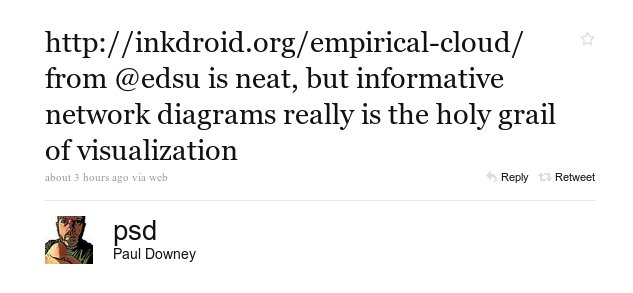 http://inkdroid.org/empirical-cloud/
from @edsu is neat, but informative
network diagrams really is the holy grail
of visualization
about 3 hours ago via web
Reply Retweet
psd
Paul Downey